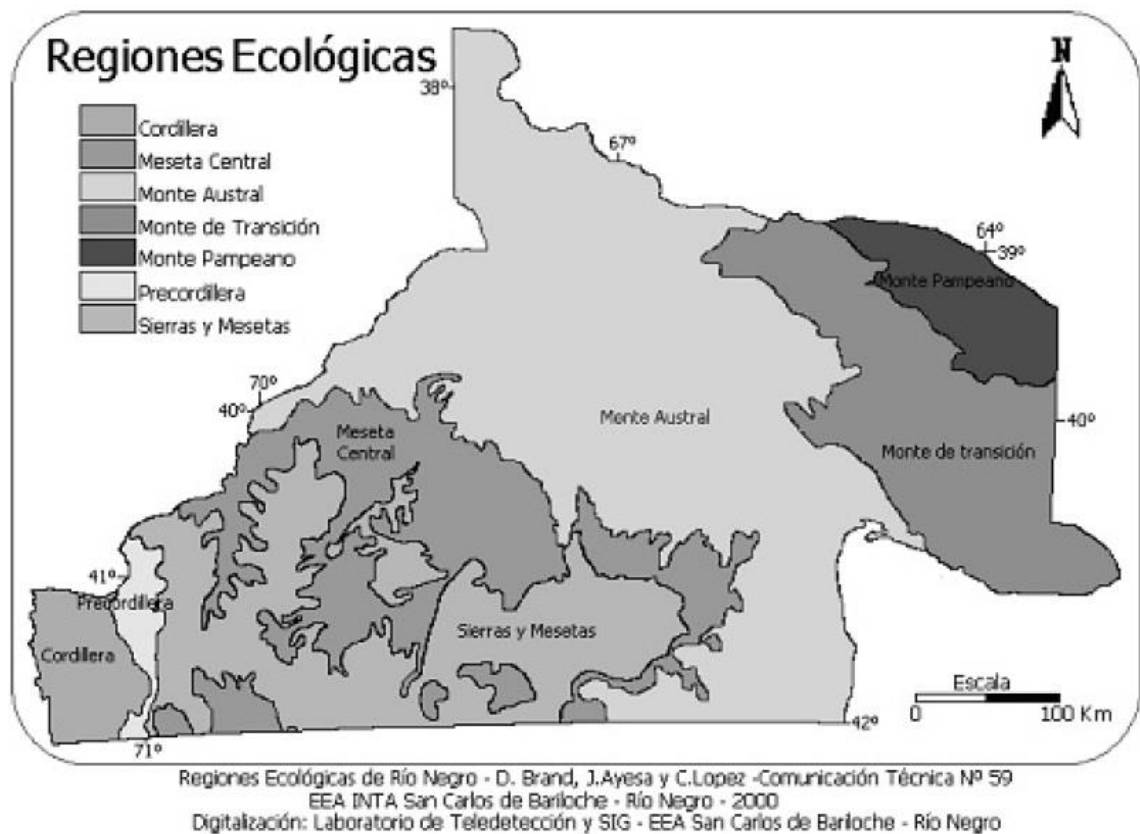 Regiones Ecológicas
N
38º
Cordillera
Meseta Central
Monte Austral
Monte de Transición
Monte Pampeano
Precordillera
Sierras y Mesetas
67º
64º
39º
Monte Pampeano
70º
40º
Meseta
Central
Monte Austral
40º
Monte de transición
41º
Precordillera
Cordillera
Sierras y Mesetas
Escala
0 100 Km
42º
71º
Regiones Ecológicas de Río Negro - D. Brand, J.Ayesa y C.Lopez -Comunicación Técnica Nº 59
EEA INTA San Carlos de Bariloche - Río Negro - 2000
Digitalización: Laboratorio de Teledetección y SIG - EEA San Carlos de Bariloche - Río Negro